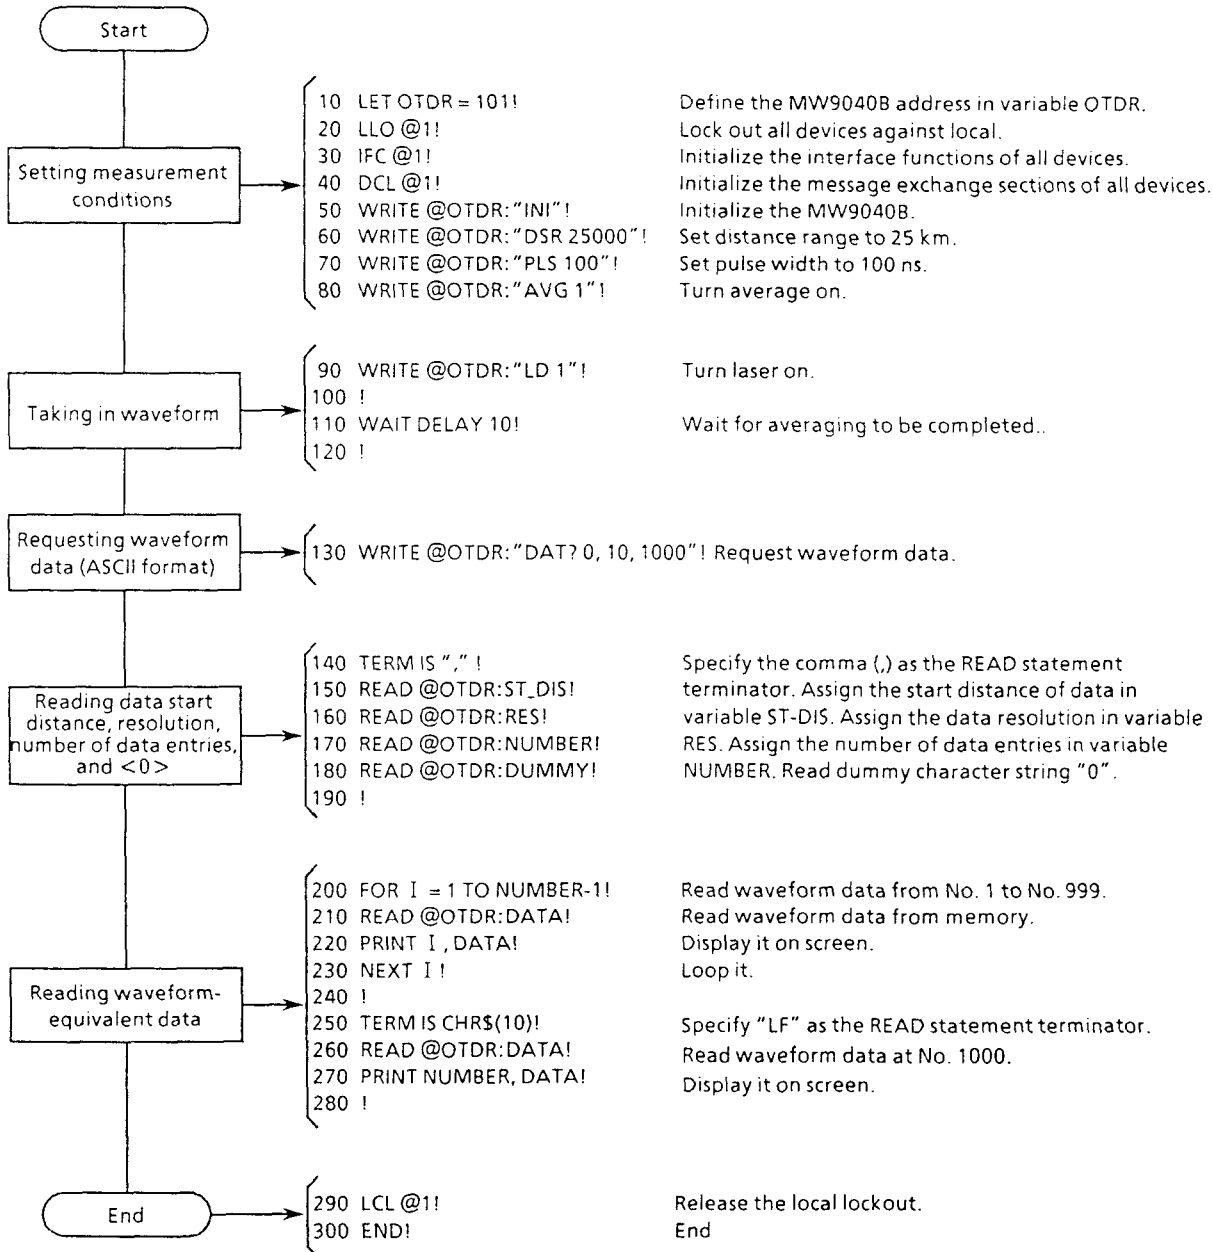 Start
10 LET OTDR = 101! Define the MW9040B address in variable OTDR.
20 LLO @1! Lock out all devices against local.
30 IFC @1! Initialize the interface functions of all devices.
40 DCL @1! Initialize the message exchange sections of all devices.
50 WRITE @OTDR:"INI"! Initialize the MW9040B.
60 WRITE @OTDR:"DSR 25000"! Set distance range to 25 km.
70 WRITE @OTDR:"PLS 100"! Set pulse width to 100 ns.
80 WRITE @OTDR:"AVG 1"! Turn average on.
Setting measurement
conditions
90 WRITE @OTDR:"LD 1"! Turn laser on.
100 !
110 WAIT DELAY 10! Wait for averaging to be completed..
120 !
Taking in waveform
Requesting waveform
data (ASCII format)
130 WRITE @OTDR:"DAT? 0, 10, 1000"! Request waveform data.
140 TERM IS "," ! Specify the comma (,) as the READ statement
150 READ @OTDR:ST_DIS! terminator. Assign the start distance of data in
160 READ @OTDR:RES! variable ST-DIS. Assign the data resolution in variable
170 READ @OTDR:NUMBER! RES. Assign the number of data entries in variable
180 READ @OTDR:DUMMY! NUMBER. Read dummy character string "0".
190 !
Reading data start
distance, resolution,
number of data entries,
and <0>
200 FOR I = 1 TO NUMBER-1! Read waveform data from No. 1 to No. 999.
210 READ @OTDR:DATA! Read waveform data from memory.
220 PRINT I , DATA! Display it on screen.
230 NEXT I ! Loop it.
240 !
250 TERM IS CHR$(10)! Specify "LF" as the READ statement terminator.
260 READ @OTDR:DATA! Read waveform data at No. 1000.
270 PRINT NUMBER, DATA! Display it on screen.
280 !
Reading waveform-
equivalent data
End
290 LCL @1! Release the local lockout.
300 END! End